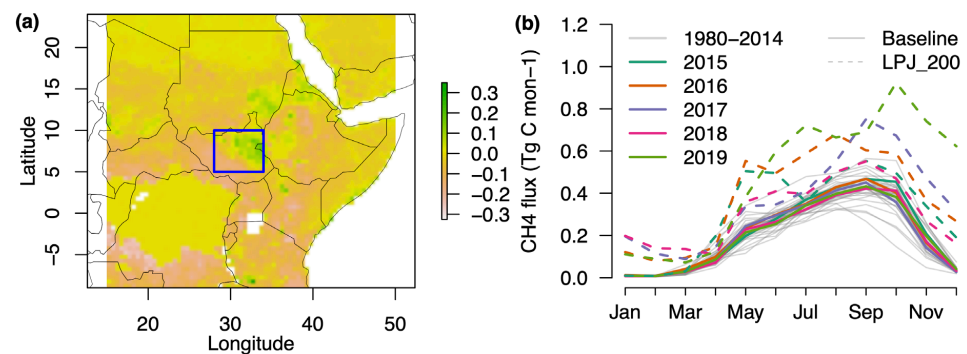 (a)
20
15
10
5
0
−5
20
30
40
50
Latitude
Longitude
0.3
0.2
0.1
0.0
−0.1
−0.2
−0.3
(b)
CH4 flux (Tg C mon−1)
1.2
1.0
0.8
0.6
0.4
0.2
0.0
1980−2014
2015
2016
2017
2018
2019
Baseline
LPJ_200
Jan
Mar
May
Jul
Sep
Nov